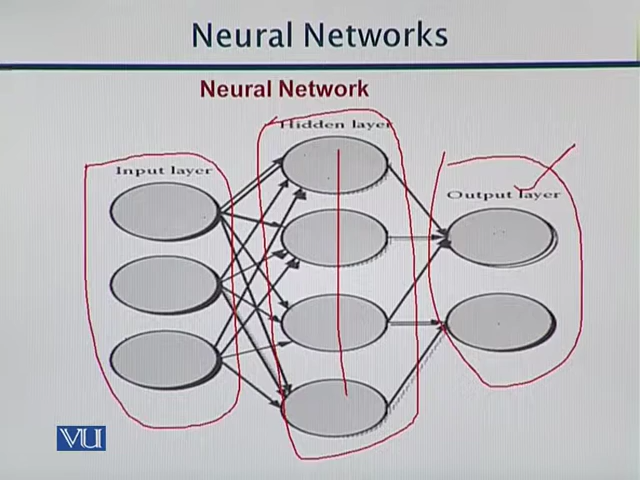 Neural Networks
Neural Network
Hidden layer
Input layer
Output layer
VU